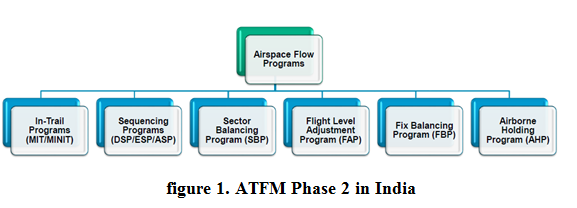 Airspace Flow
Programs
In-Trail
Programs
(MIT/MINIT)
Sequencing
Programs
(DSP/ESP/ASP)
Sector
Balancing
Program (SBP)
Flight Level
Adjustment
Program (FAP)
Fix Balancing
Program (FBP)
Airborne
Holding
Program (AHP)
figure 1. ATFM Phase 2 in India